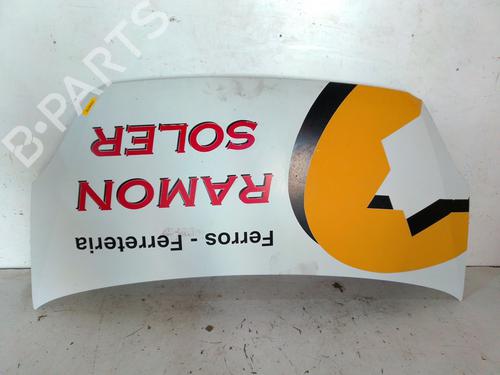 Ferros - Ferreteria
RAMON
SOLER
B-PARTS